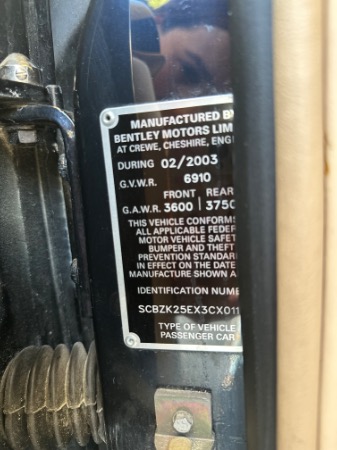 MANUFACTURED B
BENTLEY MOTORS LIM
AT CREWE, CHESHIRE, ENG
DURING 02/2003
G.V.W.R. 6910
FRONT REAR
G.A.W.R. 3600 | 3750
THIS VEHICLE CONFORMS
ALL APPLICABLE FEDER
MOTOR VEHICLE SAFET
BUMPER AND THEFT
PREVENTION STANDAR
IN EFFECT ON THE DATE
MANUFACTURE SHOWN A
IDENTIFICATION NUMB
SCBZK25EX3CX011
TYPE OF VEHICLE
PASSENGER CAR